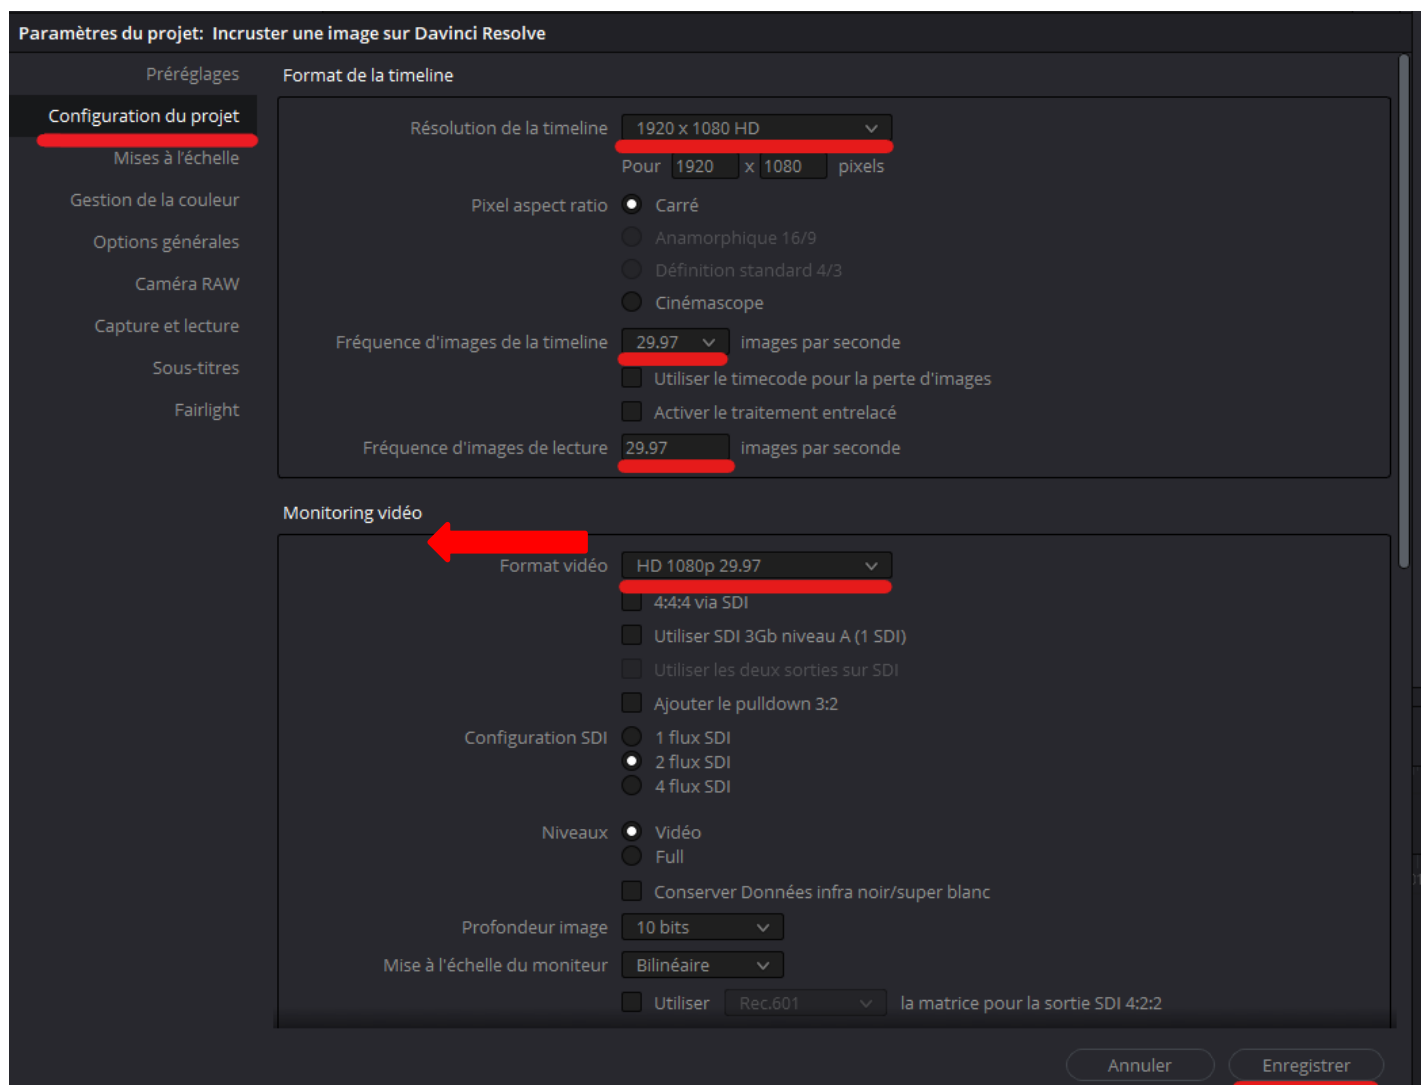 Paramètres du projet: Incruster une image sur Davinci Resolve
Préréglages
Configuration du projet
Mises à l'échelle
Gestion de la couleur
Options générales
Caméra RAW
Capture et lecture
Sous-titres
Fairlight
Format de la timeline
Résolution de la timeline 1920 x 1080 HD
Pour 1920 x 1080 pixels
Pixel aspect ratio Carré
Anamorphique 16/9
Définition standard 4/3
Cinémascope
Fréquence d'images de la timeline 29.97 images par seconde
Utiliser le timecode pour la perte d'images
Activer le traitement entrelacé
Fréquence d'images de lecture 29.97 images par seconde
Monitoring vidéo
Format vidéo HD 1080p 29.97
4:4:4 via SDI
Utiliser SDI 3Gb niveau A (1 SDI)
Utiliser les deux sorties sur SDI
Ajouter le pulldown 3:2
Configuration SDI 1 flux SDI
2 flux SDI
4 flux SDI
Niveaux Vidéo
Full
Conserver Données infra noir/super blanc
Profondeur image 10 bits
Mise à l'échelle du moniteur Bilinéaire
Utiliser Rec.601 la matrice pour la sortie SDI 4:2:2
Annuler Enregistrer